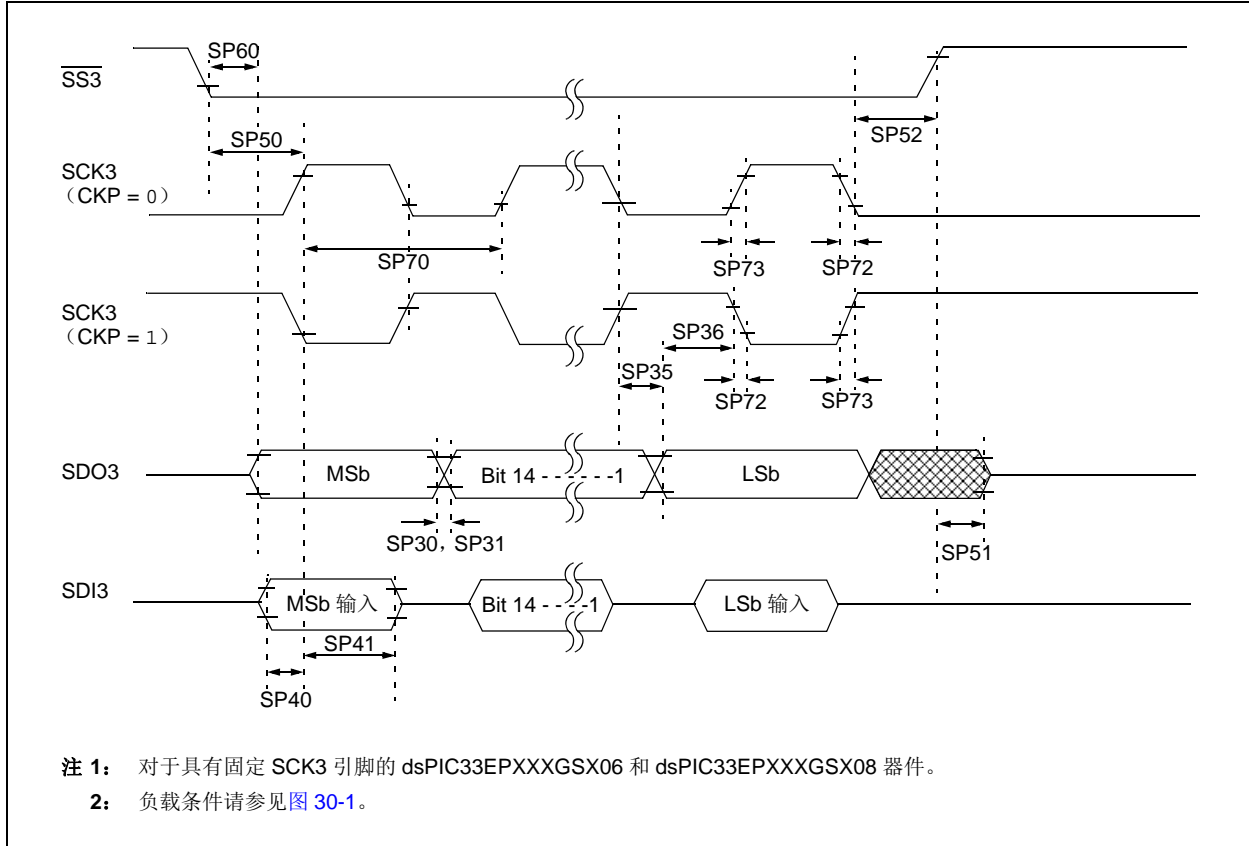 SP60
SS3
SP50
SP52
SCK3
（CKP = 0）
SP70
SP73
SP72
SCK3
（CKP = 1）
SP36
SP35
SP72
SP73
SDO3
MSb
Bit 14 - - - - - -1
LSb
SP30，SP31
SP51
SDI3
MSb 输入
Bit 14 - - - -1
LSb 输入
SP41
SP40
注 1： 对于具有固定 SCK3 引脚的 dsPIC33EPXXXGSX06 和 dsPIC33EPXXXGSX08 器件。
2： 负载条件请参见图 30-1。